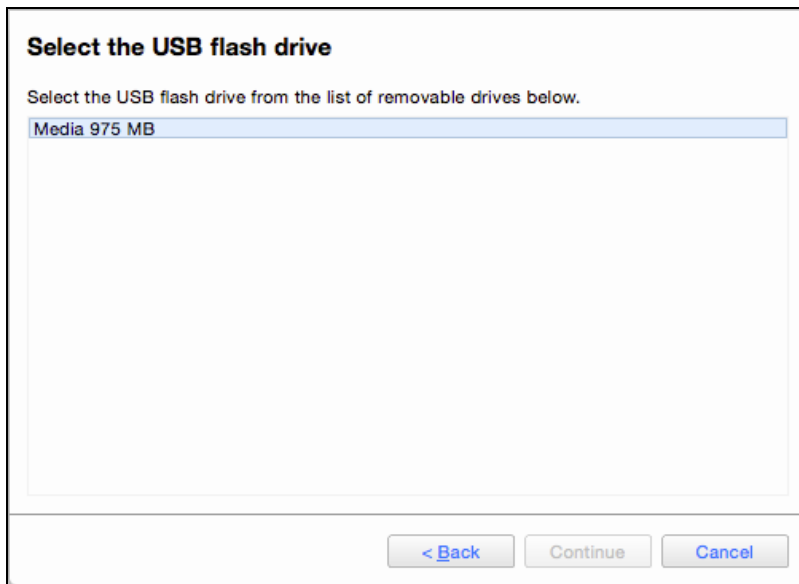 Select the USB flash drive
Select the USB flash drive from the list of removable drives below.
Media 975 MB
< Back
Continue
Cancel